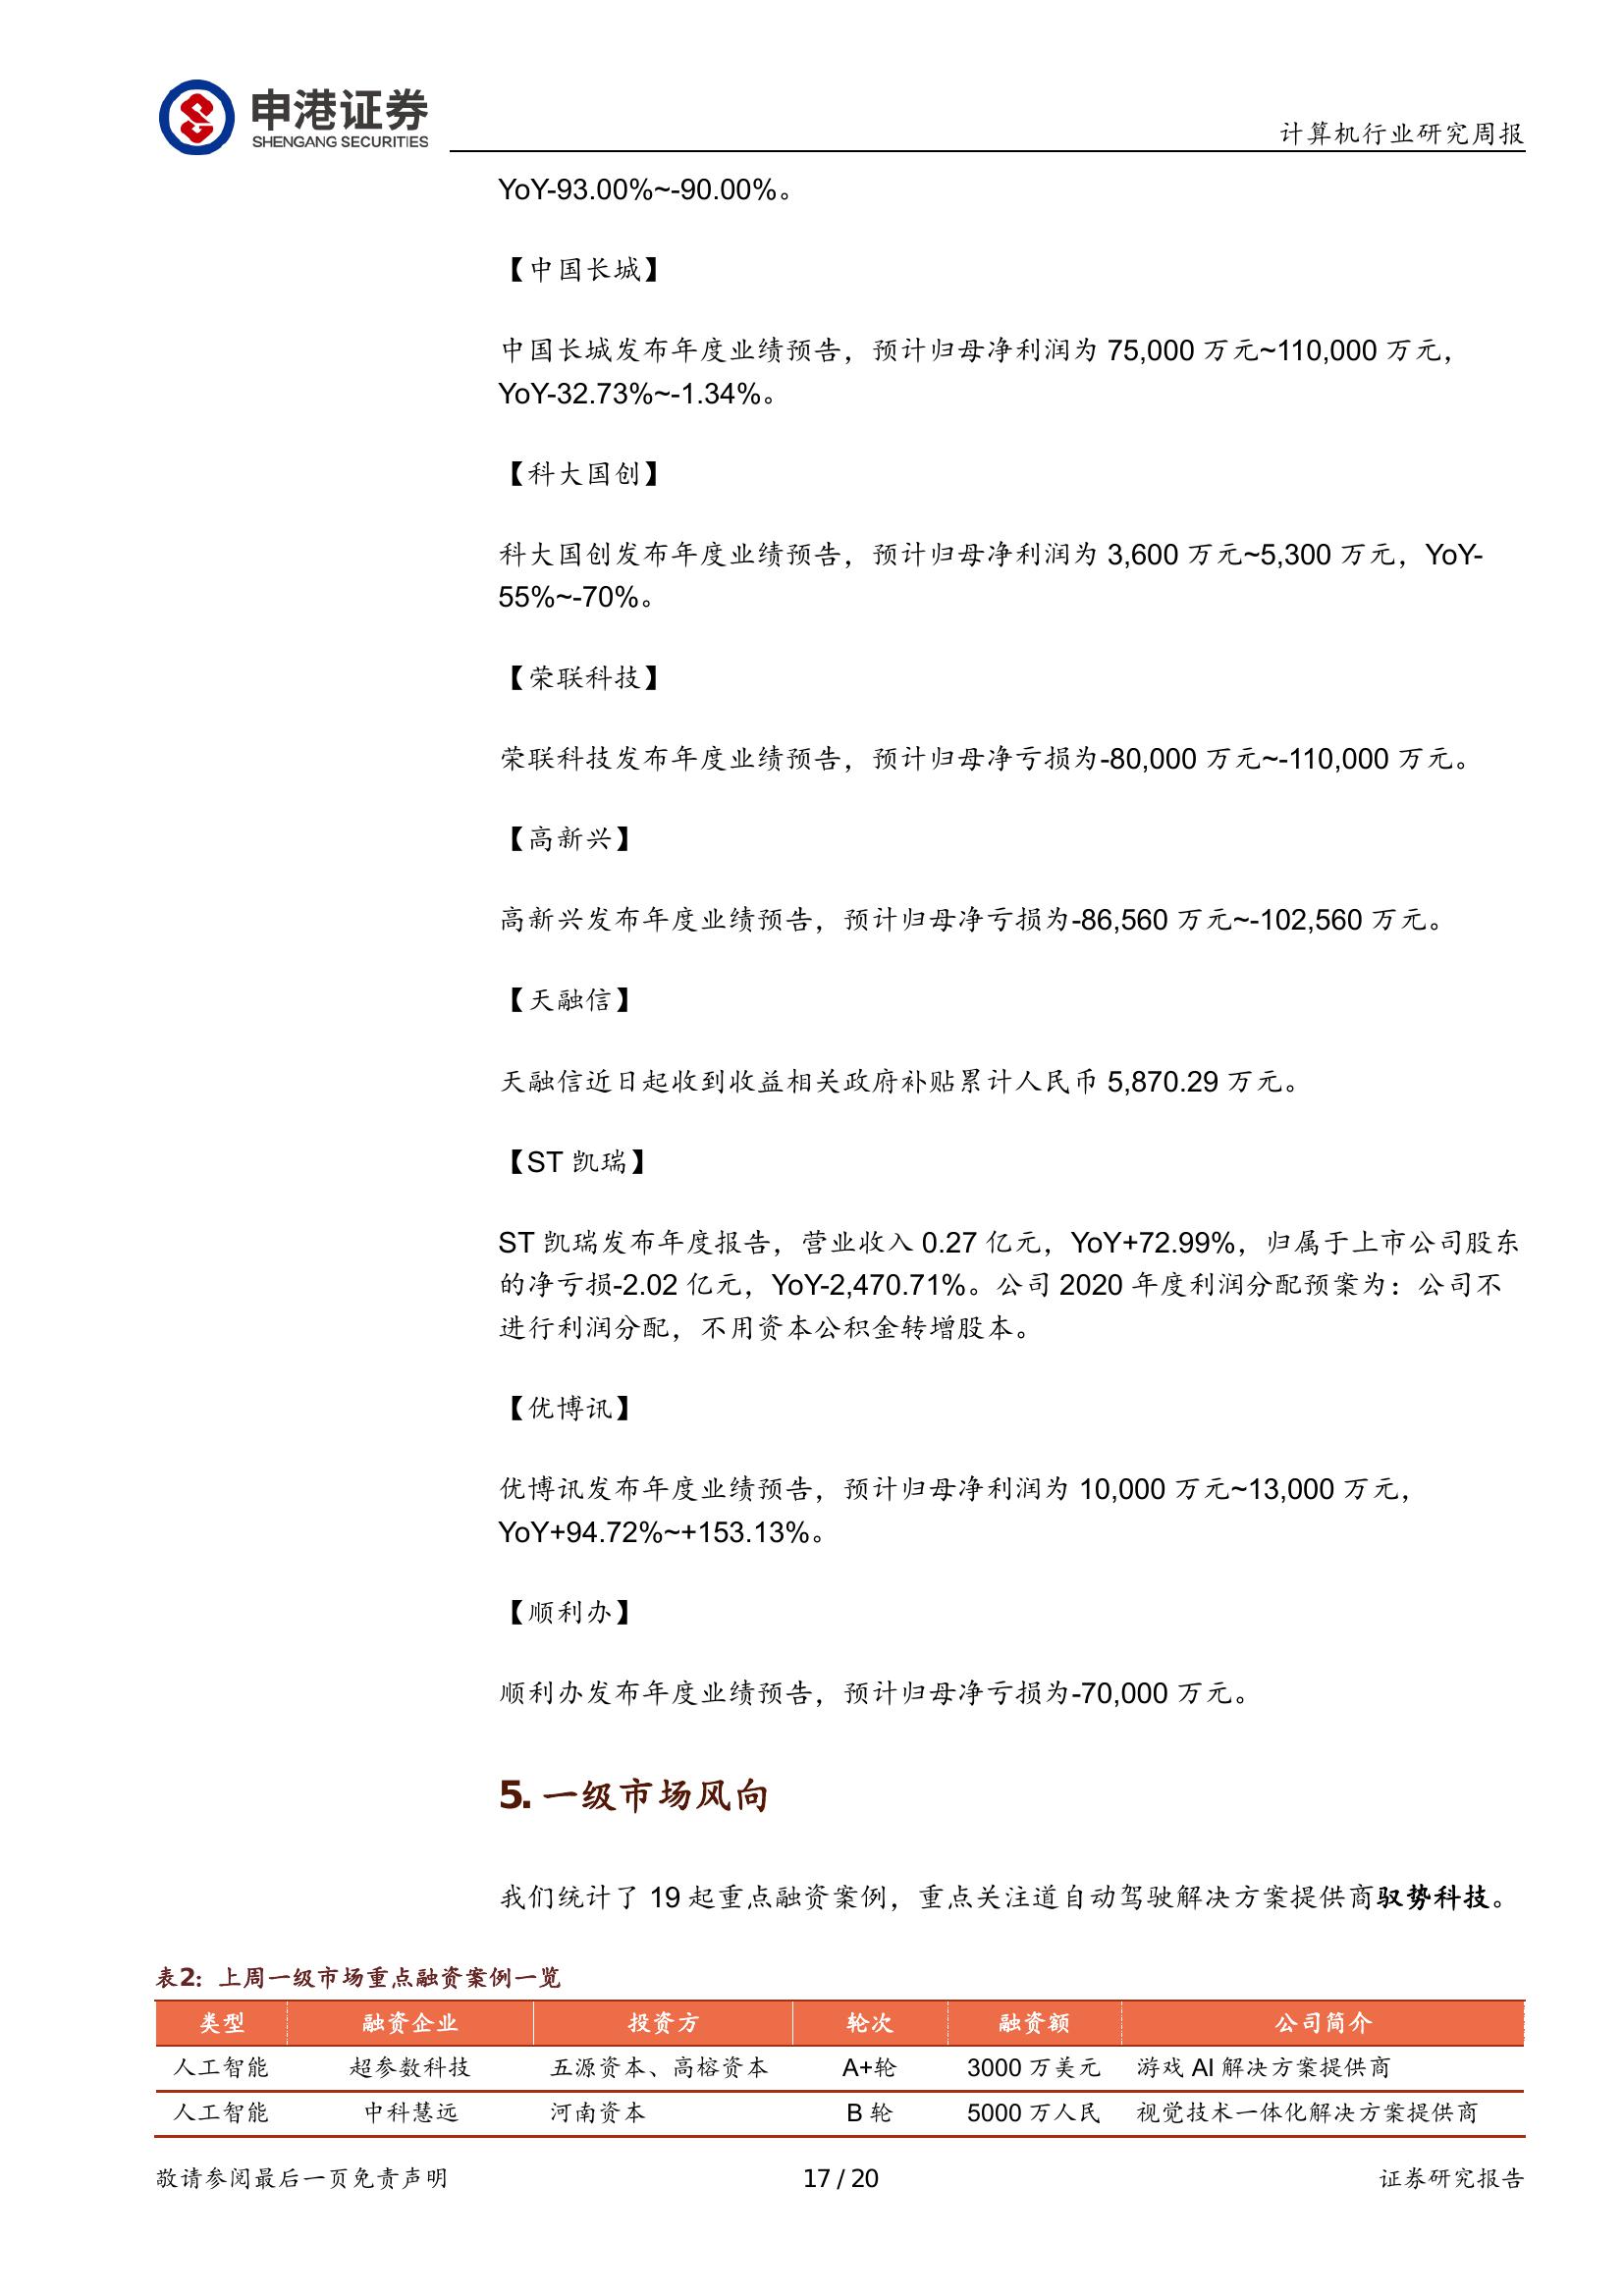 申港证券
SHENGANG SECURITIES
计算机行业研究周报
YoY-93.00%~-90.00%。
【中国长城】
中国长城发布年度业绩预告，预计归母净利润为 75,000 万元~110,000 万元，
YoY-32.73%~-1.34%。
【科大国创】
科大国创发布年度业绩预告，预计归母净利润为 3,600 万元~5,300 万元，YoY-
55%~-70%。
【荣联科技】
荣联科技发布年度业绩预告，预计归母净亏损为-80,000 万元~-110,000 万元。
【高新兴】
高新兴发布年度业绩预告，预计归母净亏损为-86,560 万元~-102,560 万元。
【天融信】
天融信近日起收到收益相关政府补贴累计人民币 5,870.29 万元。
【ST 凯瑞】
ST 凯瑞发布年度报告，营业收入 0.27 亿元，YoY+72.99%，归属于上市公司股东
的净亏损-2.02 亿元，YoY-2,470.71%。公司 2020 年度利润分配预案为：公司不
进行利润分配，不用资本公积金转增股本。
【优博讯】
优博讯发布年度业绩预告，预计归母净利润为 10,000 万元~13,000 万元，
YoY+94.72%~+153.13%。
【顺利办】
顺利办发布年度业绩预告，预计归母净亏损为-70,000 万元。
5. 一级市场风向
我们统计了 19 起重点融资案例，重点关注道自动驾驶解决方案提供商驭势科技。
表2：上周一级市场重点融资案例一览
类型 融资企业 投资方 轮次 融资额 公司简介
人工智能 超参数科技 五源资本、高榕资本 A+轮 3000 万美元 游戏 AI 解决方案提供商
人工智能 中科慧远 河南资本 B 轮 5000 万人民 视觉技术一体化解决方案提供商
敬请参阅最后一页免责声明 17 / 20 证券研究报告